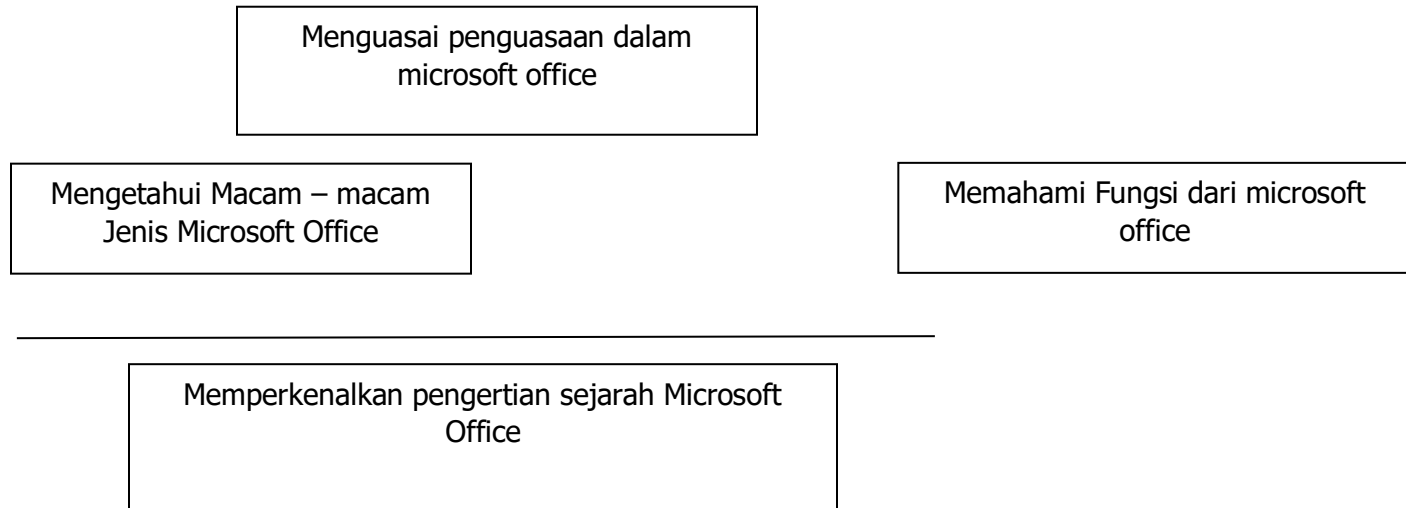 Menguasai penguasaan dalam
microsoft office
Mengetahui Macam – macam
Jenis Microsoft Office
Memahami Fungsi dari microsoft
office
Memperkenalkan pengertian sejarah Microsoft
Office